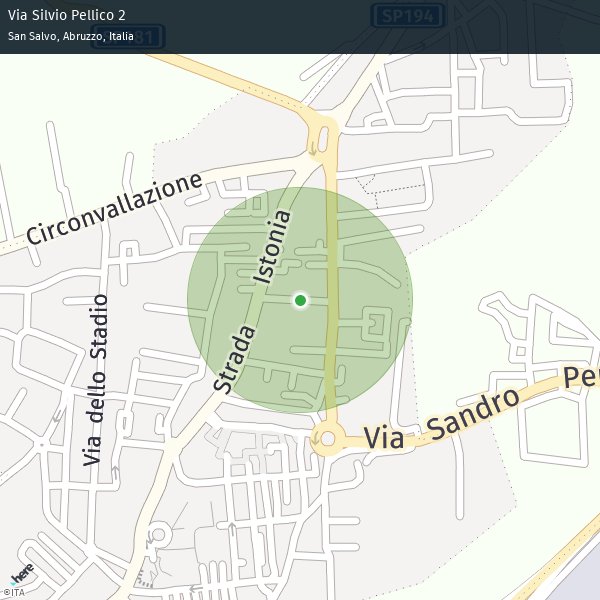 Via Silvio Pellico 2
San Salvo, Abruzzo, Italia
SP194
SP181
Circonvallazione
Strada Istonia
Via dello Stadio
Via Sandro Pe
here
©ITA